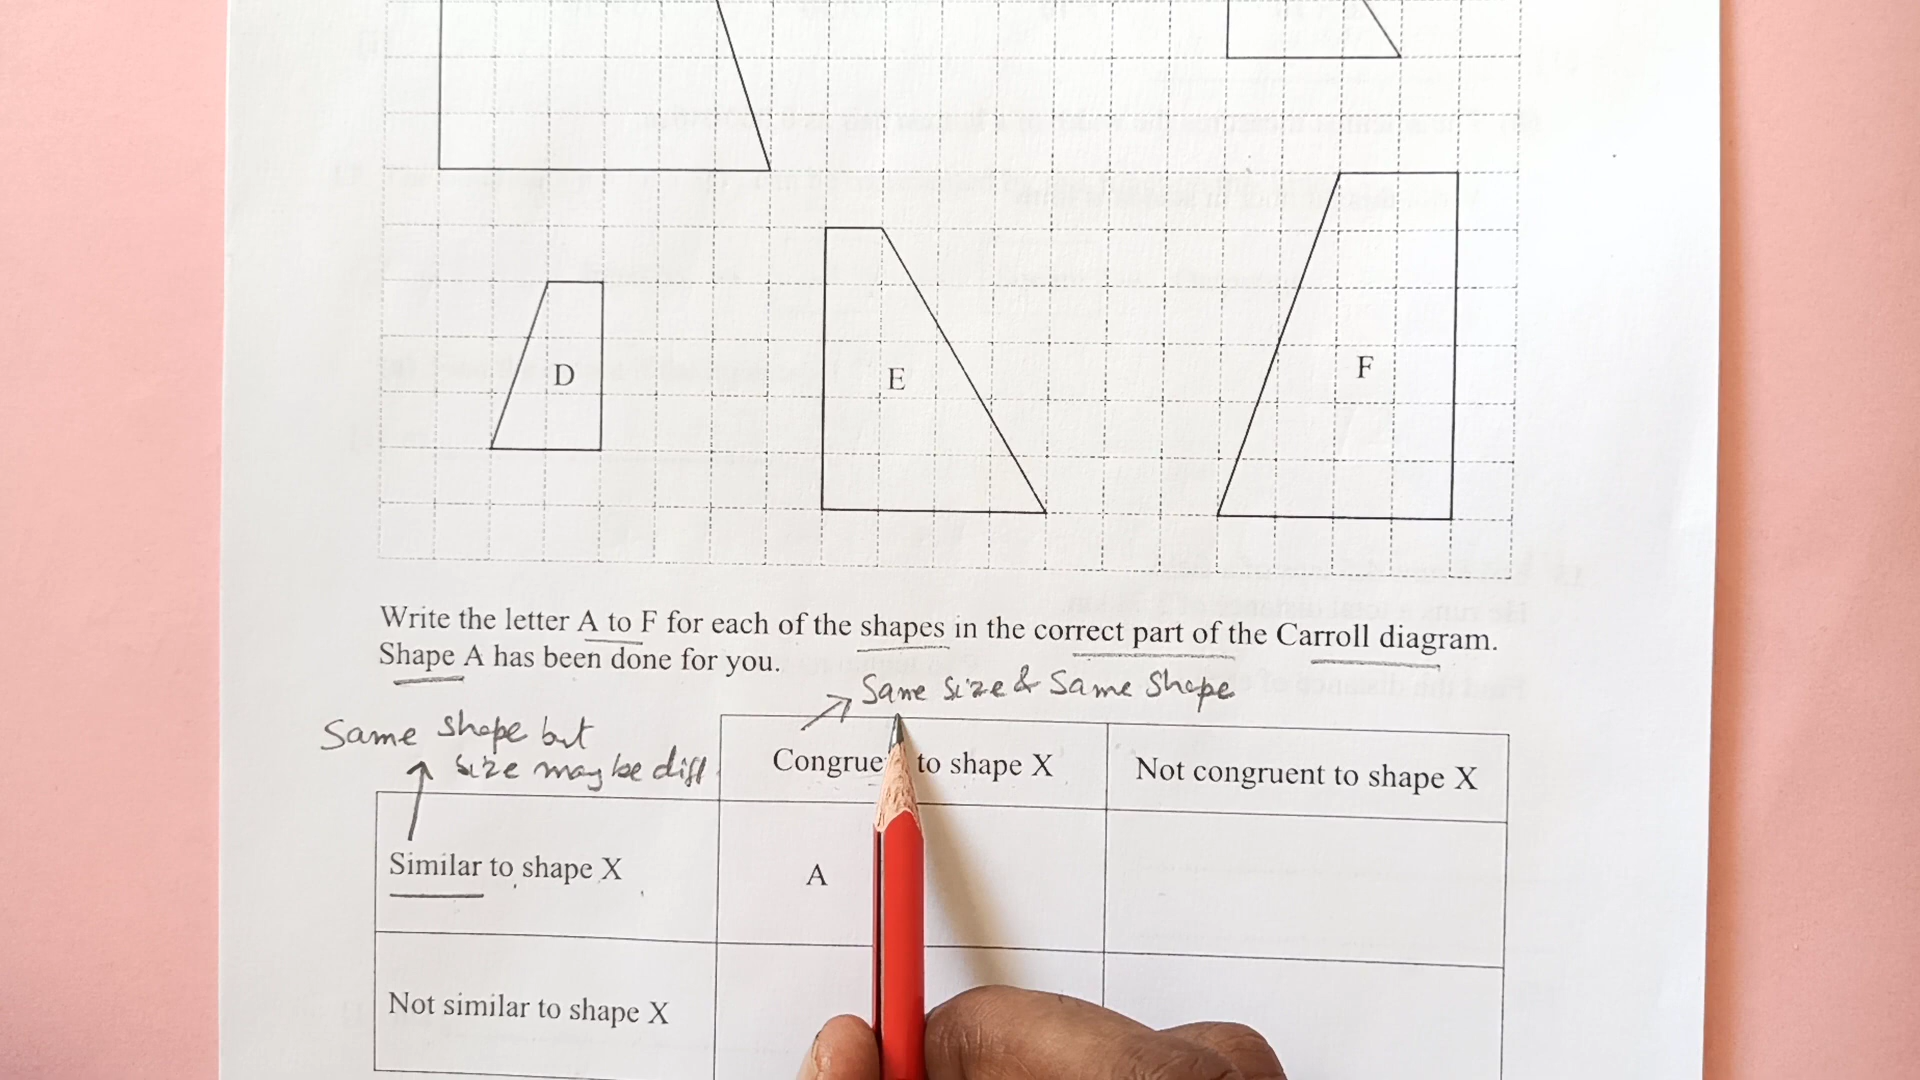 D
E
F
Write the letter A to F for each of the shapes in the correct part of the Carroll diagram.
Shape A has been done for you.
Same size & Same Shape
Same shape but
size may be diff
Congruent to shape X
Not congruent to shape X
Similar to shape X
A
Not similar to shape X